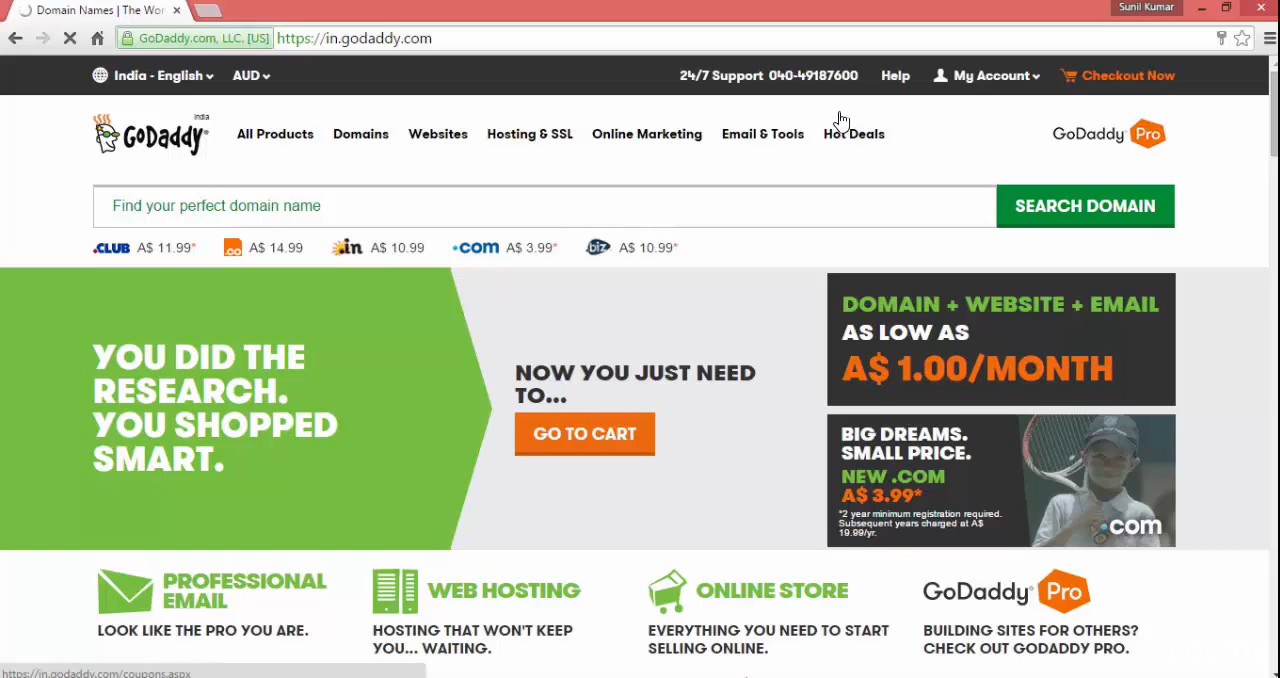 Domain Names | The Wor
Sunil Kumar
GoDaddy.com, LLC. [US] https://in.godaddy.com
India - English AUD 24/7 Support 040-49187600 Help My Account Checkout Now
GoDaddy India All Products Domains Websites Hosting & SSL Online Marketing Email & Tools Hot Deals GoDaddy Pro
Find your perfect domain name SEARCH DOMAIN
.CLUB A$ 11.99* A$ 14.99 .in A$ 10.99 .com A$ 3.99* .biz A$ 10.99*
YOU DID THE
RESEARCH.
YOU SHOPPED
SMART.
NOW YOU JUST NEED
TO...
GO TO CART
DOMAIN + WEBSITE + EMAIL
AS LOW AS
A$ 1.00/MONTH
BIG DREAMS.
SMALL PRICE.
NEW .COM
A$ 3.99*
*2 year minimum registration required.
Subsequent years charged at A$
19.99/yr.
.com
PROFESSIONAL
EMAIL
LOOK LIKE THE PRO YOU ARE.
WEB HOSTING
HOSTING THAT WON'T KEEP
YOU... WAITING.
ONLINE STORE
EVERYTHING YOU NEED TO START
SELLING ONLINE.
GoDaddy Pro
BUILDING SITES FOR OTHERS?
CHECK OUT GODADDY PRO.
https://in.godaddy.com/coupons.aspx